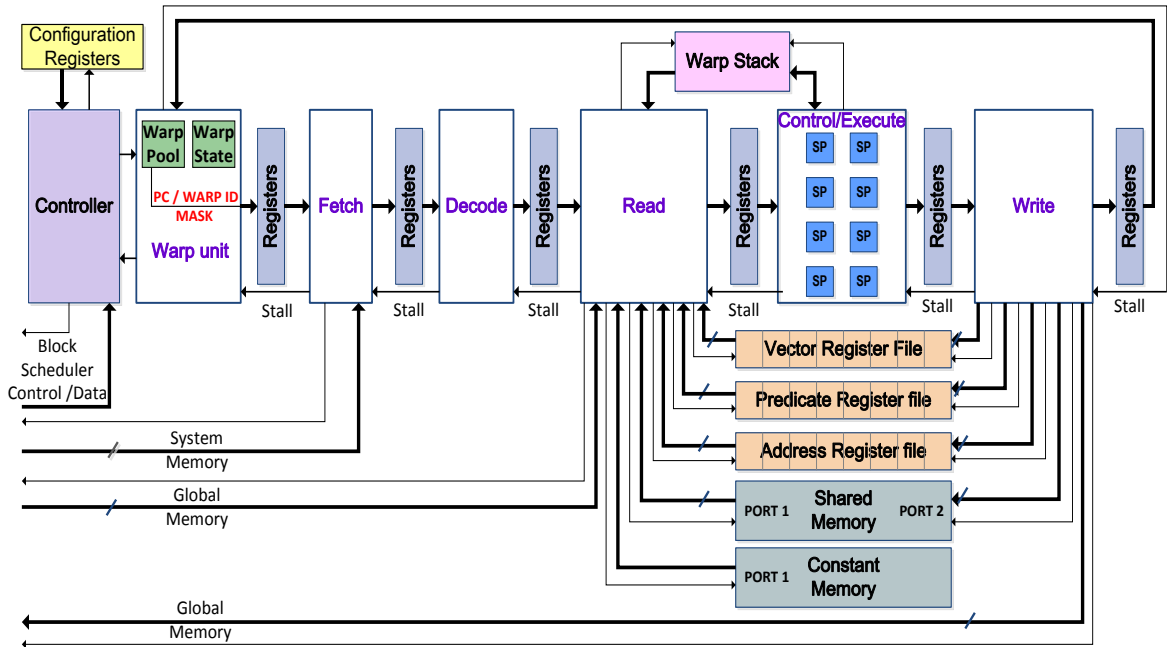 Configuration
Registers
Warp Stack
Controller
Warp
Pool
Warp
State
PC / WARP ID
MASK
Warp unit
Registers
Fetch
Registers
Decode
Registers
Read
Registers
Control/Execute
SP
SP
SP
SP
SP
SP
SP
SP
Registers
Write
Registers
Stall
Stall
Stall
Stall
Stall
Stall
Block
Scheduler
Control /Data
System
Memory
Global
Memory
Vector Register File
Predicate Register file
Address Register file
PORT 1
Shared
Memory
PORT 2
PORT 1
Constant
Memory
Global
Memory